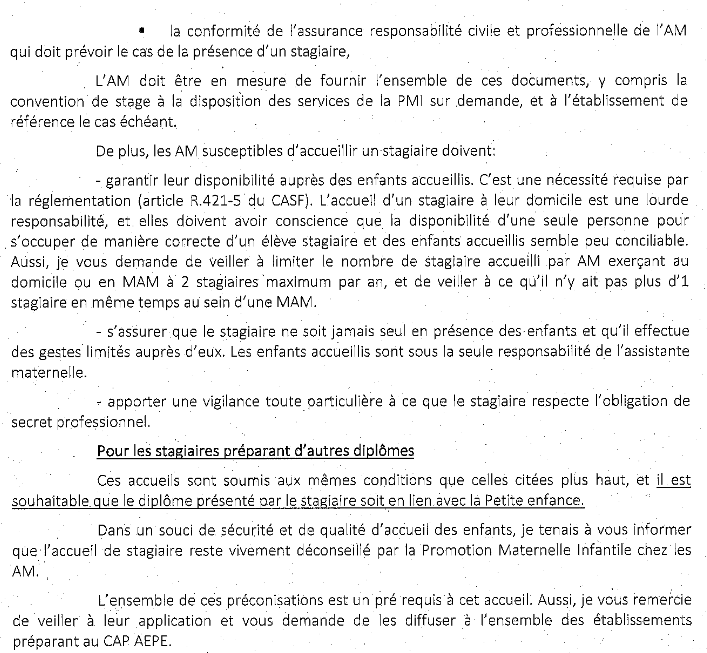 • la conformité de l'assurance responsabilité civile et professionnelle de l'AM
qui doit prévoir le cas de la présence d'un stagiaire,
L'AM doit être en mesure de fournir l'ensemble de ces documents, y compris la
convention de stage à la disposition des services de la PMI sur demande, et à l'établissement de
référence le cas échéant.
De plus, les AM susceptibles d'accueillir un stagiaire doivent:
- garantir leur disponibilité auprès des enfants accueillis. C'est une nécessité requise par
la réglementation (article R.421-5 du CASF). L'accueil d'un stagiaire à leur domicile est une lourde
responsabilité, et elles doivent avoir conscience que la disponibilité d'une seule personne pour
s'occuper de manière correcte d'un élève stagiaire et des enfants accueillis semble peu conciliable.
Aussi, je vous demande de veiller à limiter le nombre de stagiaire accueilli par AM exerçant au
domicile ou en MAM à 2 stagiaires maximum par an, et de veiller à ce qu'il n'y ait pas plus d'1
stagiaire en même temps au sein d'une MAM.
- s'assurer que le stagiaire ne soit jamais seul en présence des enfants et qu'il effectue
des gestes limités auprès d'eux. Les enfants accueillis sont sous la seule responsabilité de l'assistante
maternelle.
- apporter une vigilance toute particulière à ce que le stagiaire respecte l'obligation de
secret professionnel.
Pour les stagiaires préparant d'autres diplômes
Ces accueils sont soumis aux mêmes conditions que celles citées plus haut, et il est
souhaitable que le diplôme présenté par le stagiaire soit en lien avec la Petite enfance.
Dans un souci de sécurité et de qualité d'accueil des enfants, je tenais à vous informer
que l'accueil de stagiaire reste vivement déconseillé par la Promotion Maternelle Infantile chez les
AM.
L'ensemble de ces préconisations est un pré requis à cet accueil. Aussi, je vous remercie
de veiller à leur application et vous demande de les diffuser à l'ensemble des établissements
préparant au CAP AEPE.